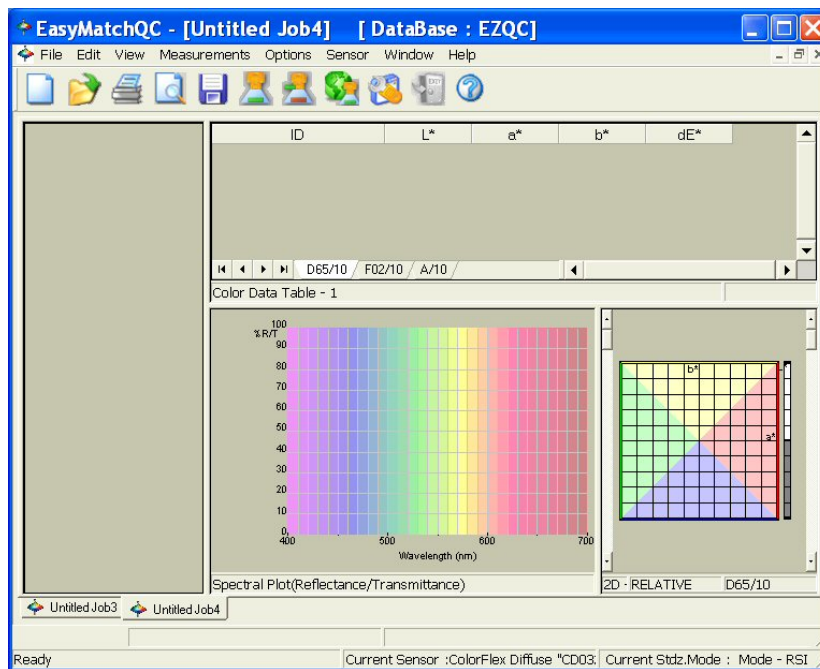 EasyMatchQC - [Untitled Job4] [ DataBase : EZQC]
File Edit View Measurements Options Sensor Window Help
ID L* a* b* dE*
D65/10 F02/10 A/10
Color Data Table - 1
%R/T
100
90
80
70
60
50
40
30
20
10
0
400 500 600 700
Wavelength (nm)
Spectral Plot(Reflectance/Transmittance)
b*
a*
2D - RELATIVE D65/10
Untitled Job3 Untitled Job4
Ready Current Sensor :ColorFlex Diffuse "CD03 Current Stdz.Mode : Mode - RSI